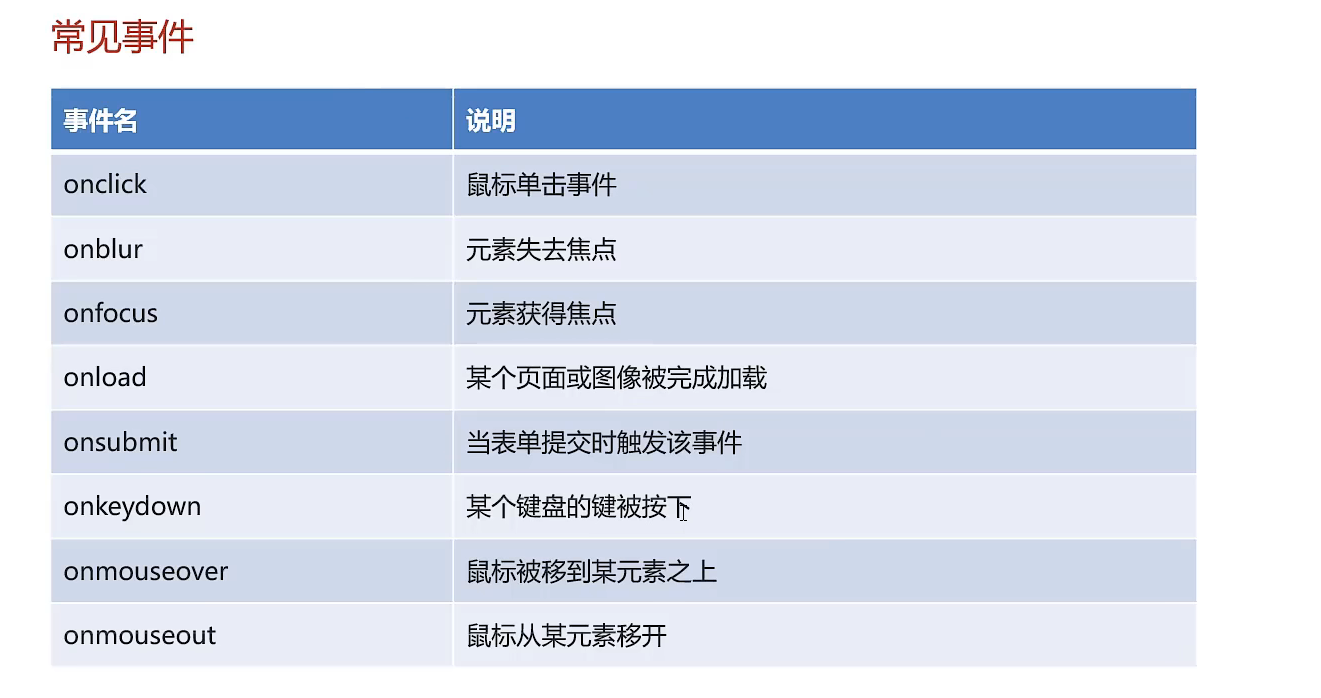 常见事件
事件名 说明
onclick 鼠标单击事件
onblur 元素失去焦点
onfocus 元素获得焦点
onload 某个页面或图像被完成加载
onsubmit 当表单提交时触发该事件
onkeydown 某个键盘的键被按下
onmouseover 鼠标被移到某元素之上
onmouseout 鼠标从某元素移开